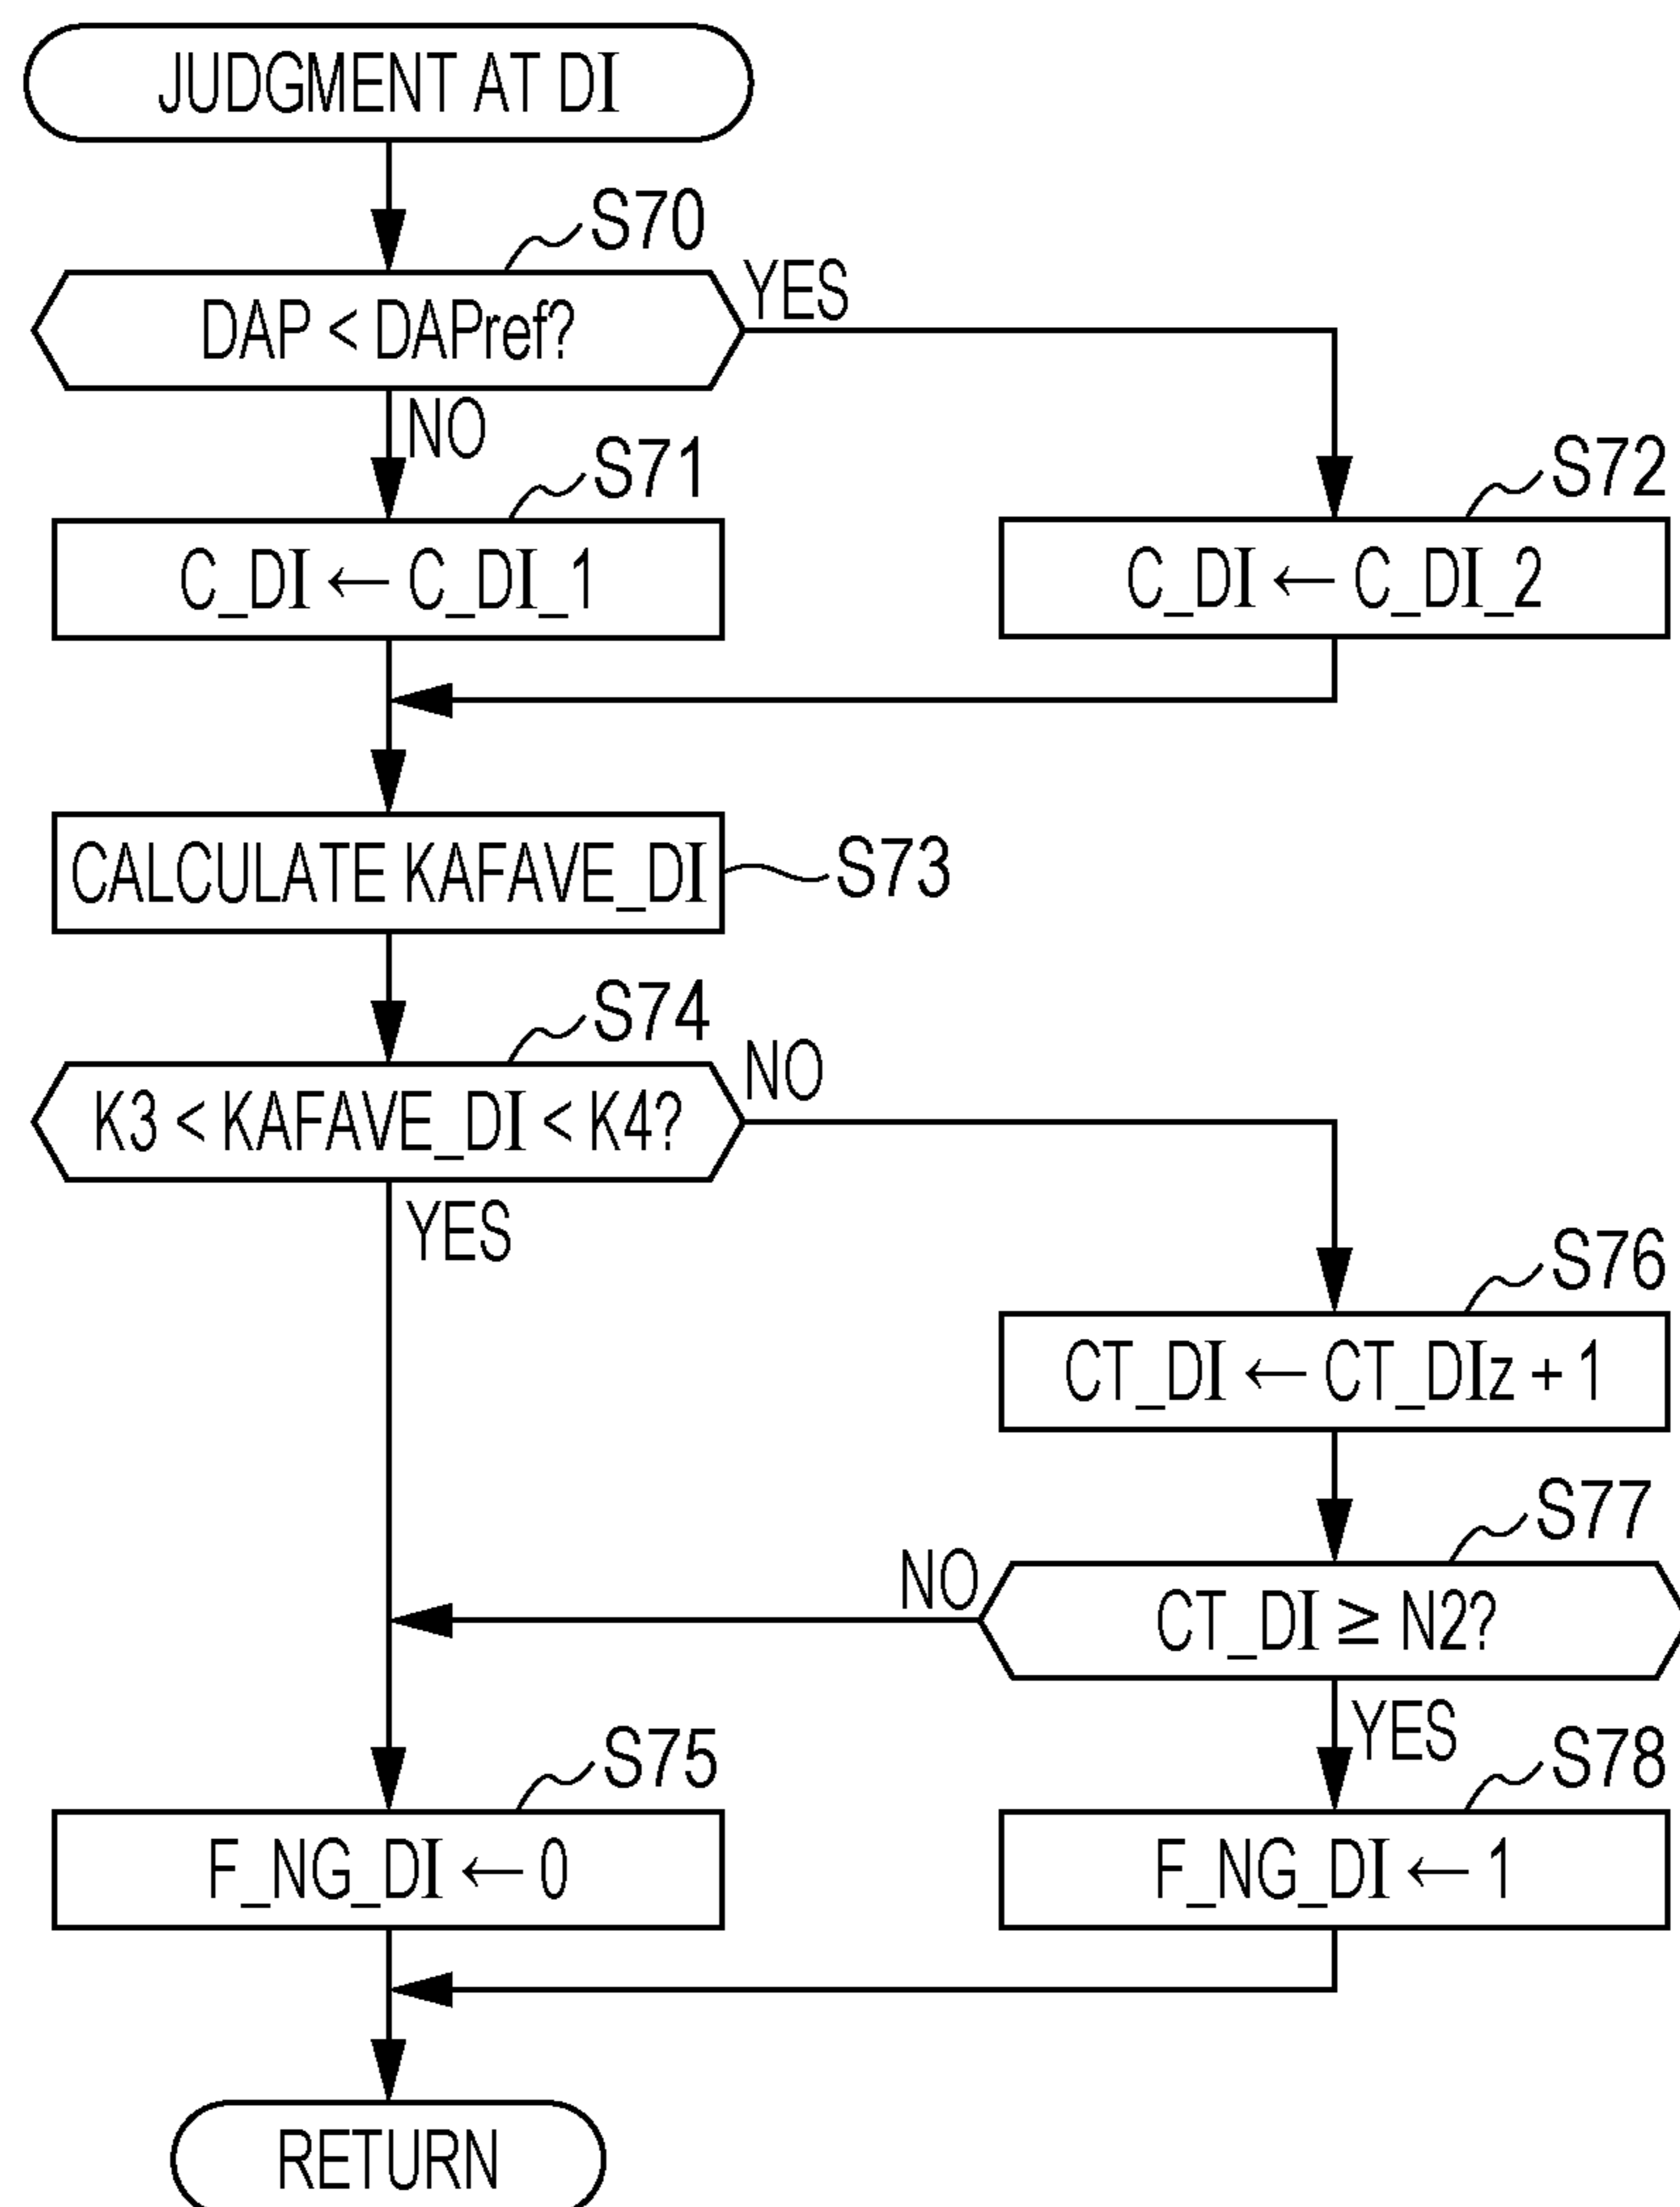 JUDGMENT AT DI
S70
DAP < DAPref?
YES
NO
S71
S72
C_DI ← C_DI_1
C_DI ← C_DI_2
CALCULATE KAFAVE_DI
S73
S74
K3 < KAFAVE_DI < K4?
NO
YES
S76
CT_DI ← CT_DIz + 1
S77
NO
CT_DI ≥ N2?
YES
S75
S78
F_NG_DI ← 0
F_NG_DI ← 1
RETURN